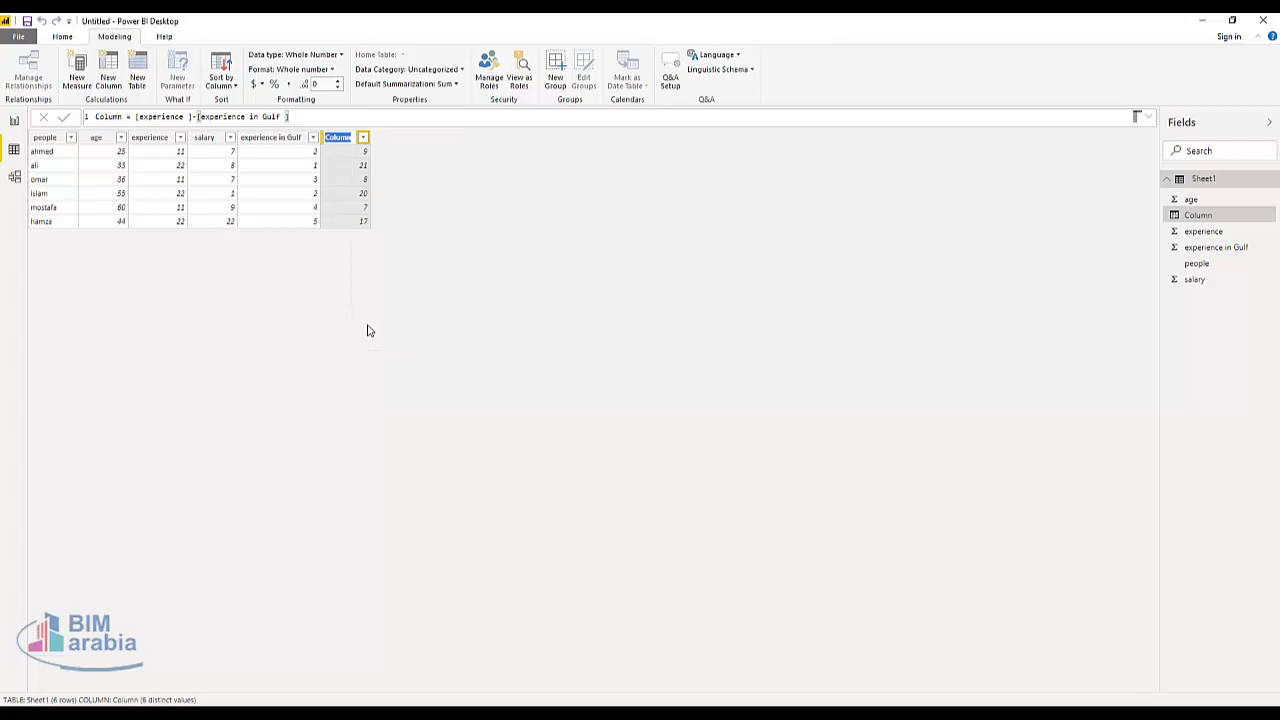 Untitled - Power BI Desktop
File Home Modeling Help Sign in
Manage Relationships
New Measure
New Column
New Table
New Parameter
Sort by Column
Data type: Whole Number
Format: Whole number
$ % , .00 0
Home Table:
Data Category: Uncategorized
Default Summarization: Sum
Manage Roles
View as Roles
New Group
Edit Groups
Mark as Date Table
Q&A Setup
Language
Linguistic Schema
Relationships Calculations What If Sort Formatting Properties Security Groups Calendars Q&A
1 Column = [experience ]-[experience in Gulf ]
people age experience salary experience in Gulf Column
ahmed 25 11 7 2 9
ali 33 22 8 1 21
omar 36 11 7 3 8
islam 55 22 1 2 20
mostafa 60 11 9 4 7
hamza 44 22 22 5 17
Fields
Search
Sheet1
Σ age
Column
Σ experience
Σ experience in Gulf
people
Σ salary
BIM
arabia
TABLE: Sheet1 (6 rows) COLUMN: Column (6 distinct values)